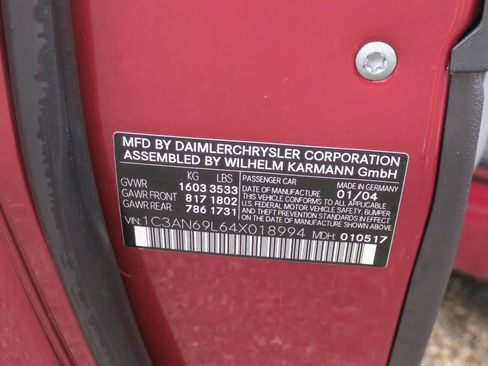 MFD BY DAIMLERCHRYSLER CORPORATION
ASSEMBLED BY WILHELM KARMANN GmbH
KG LBS PASSENGER CAR MADE IN GERMANY
GVWR 1603 3533 DATE OF MANUFACTURE 01/04
GAWR FRONT 817 1802 THIS VEHICLE CONFORMS TO ALL APPLICABLE
GAWR REAR 786 1731 U.S. FEDERAL MOTOR VEHICLE SAFETY, BUMPER AND THEFT PREVENTION STANDARDS IN EFFECT ON THE DATE OF MANUFACTURE SHOWN ABOVE
VIN: 1C3AN69L64X018994 MDH: 010517